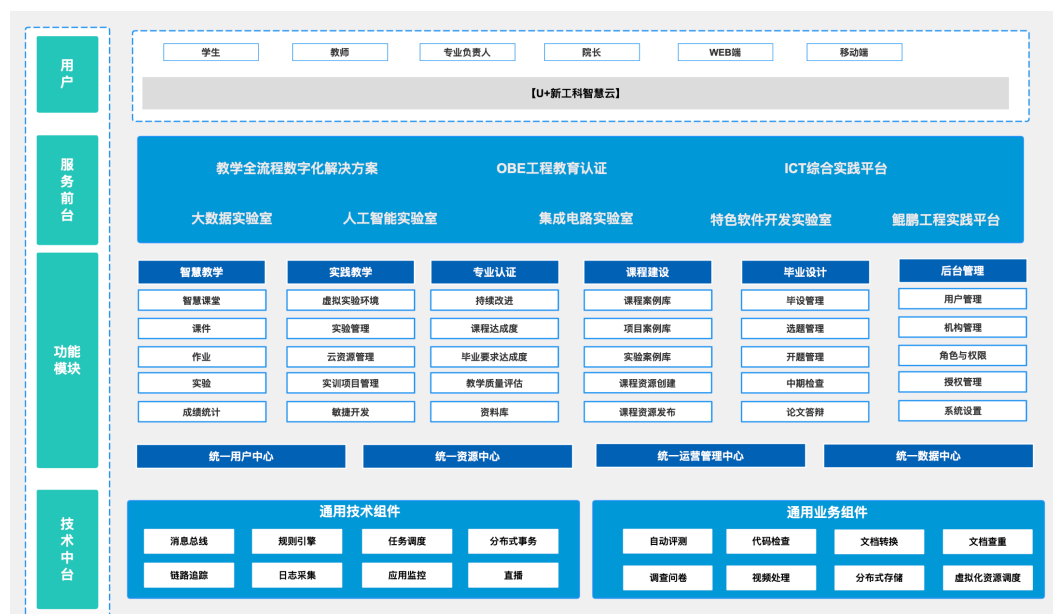 用户
学生 教师 专业负责人 院长 WEB端 移动端
【U+新工科智慧云】
服务前台
教学全流程数字化解决方案 OBE工程教育认证 ICT综合实践平台
大数据实验室 人工智能实验室 集成电路实验室 特色软件开发实验室 鲲鹏工程实践平台
功能模块
智慧教学 实践教学 专业认证 课程建设 毕业设计 后台管理
智慧课堂 虚拟实验环境 持续改进 课程案例库 毕设管理 用户管理
课件 实验管理 课程达成度 项目案例库 选题管理 机构管理
作业 云资源管理 毕业要求达成度 实验案例库 开题管理 角色与权限
实验 实训项目管理 教学质量评估 课程资源创建 中期检查 授权管理
成绩统计 敏捷开发 资料库 课程资源发布 论文答辩 系统设置
统一用户中心 统一资源中心 统一运营管理中心 统一数据中心
技术中台
通用技术组件 通用业务组件
消息总线 规则引擎 任务调度 分布式事务 自动评测 代码检查 文档转换 文档查重
链路追踪 日志采集 应用监控 直播 调查问卷 视频处理 分布式存储 虚拟化资源调度